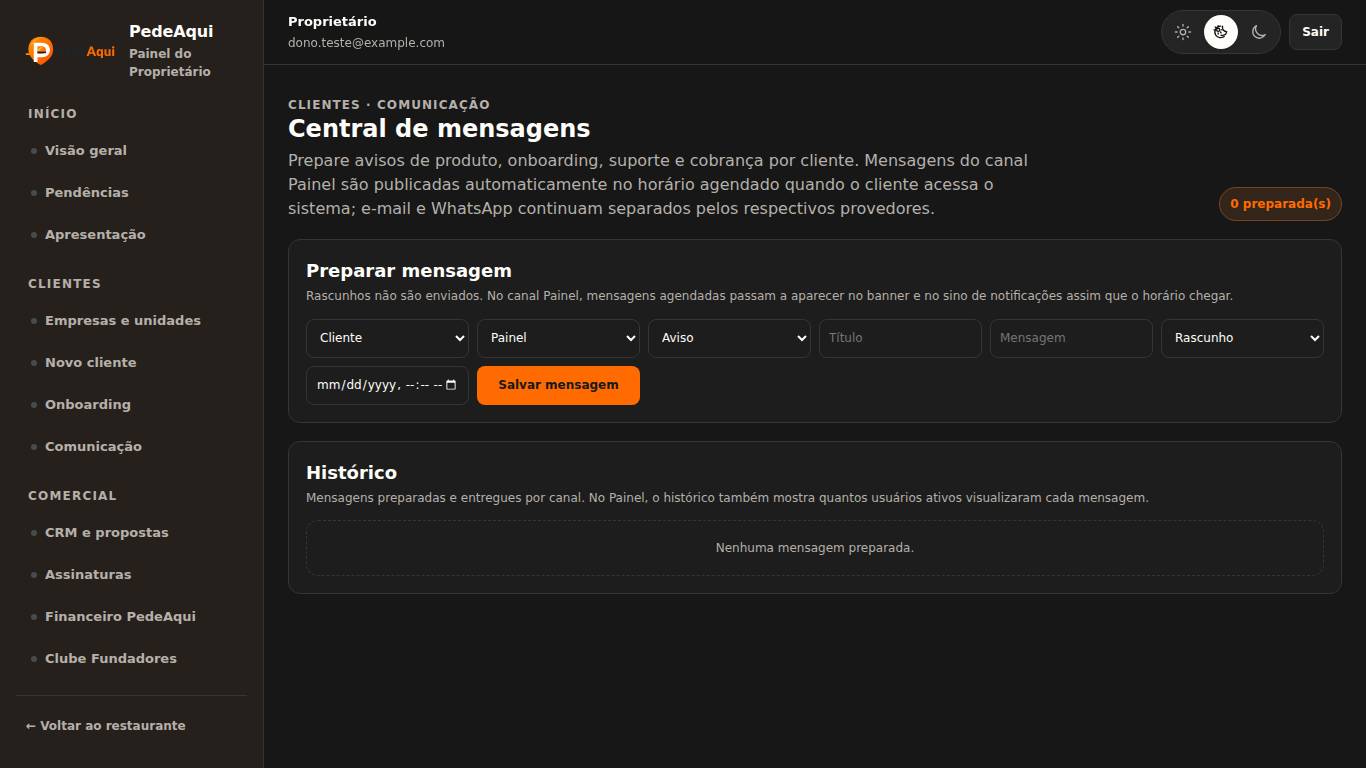 P
Aqui
PedeAqui
Painel do
Proprietário
INÍCIO
Visão geral
Pendências
Apresentação
CLIENTES
Empresas e unidades
Novo cliente
Onboarding
Comunicação
COMERCIAL
CRM e propostas
Assinaturas
Financeiro PedeAqui
Clube Fundadores
← Voltar ao restaurante
Proprietário
dono.teste@example.com
Sair
CLIENTES · COMUNICAÇÃO
Central de mensagens
Prepare avisos de produto, onboarding, suporte e cobrança por cliente. Mensagens do canal
Painel são publicadas automaticamente no horário agendado quando o cliente acessa o
sistema; e-mail e WhatsApp continuam separados pelos respectivos provedores.
0 preparada(s)
Preparar mensagem
Rascunhos não são enviados. No canal Painel, mensagens agendadas passam a aparecer no banner e no sino de notificações assim que o horário chegar.
Cliente
Painel
Aviso
Título
Mensagem
Rascunho
mm/dd/yyyy, --:-- --
Salvar mensagem
Histórico
Mensagens preparadas e entregues por canal. No Painel, o histórico também mostra quantos usuários ativos visualizaram cada mensagem.
Nenhuma mensagem preparada.